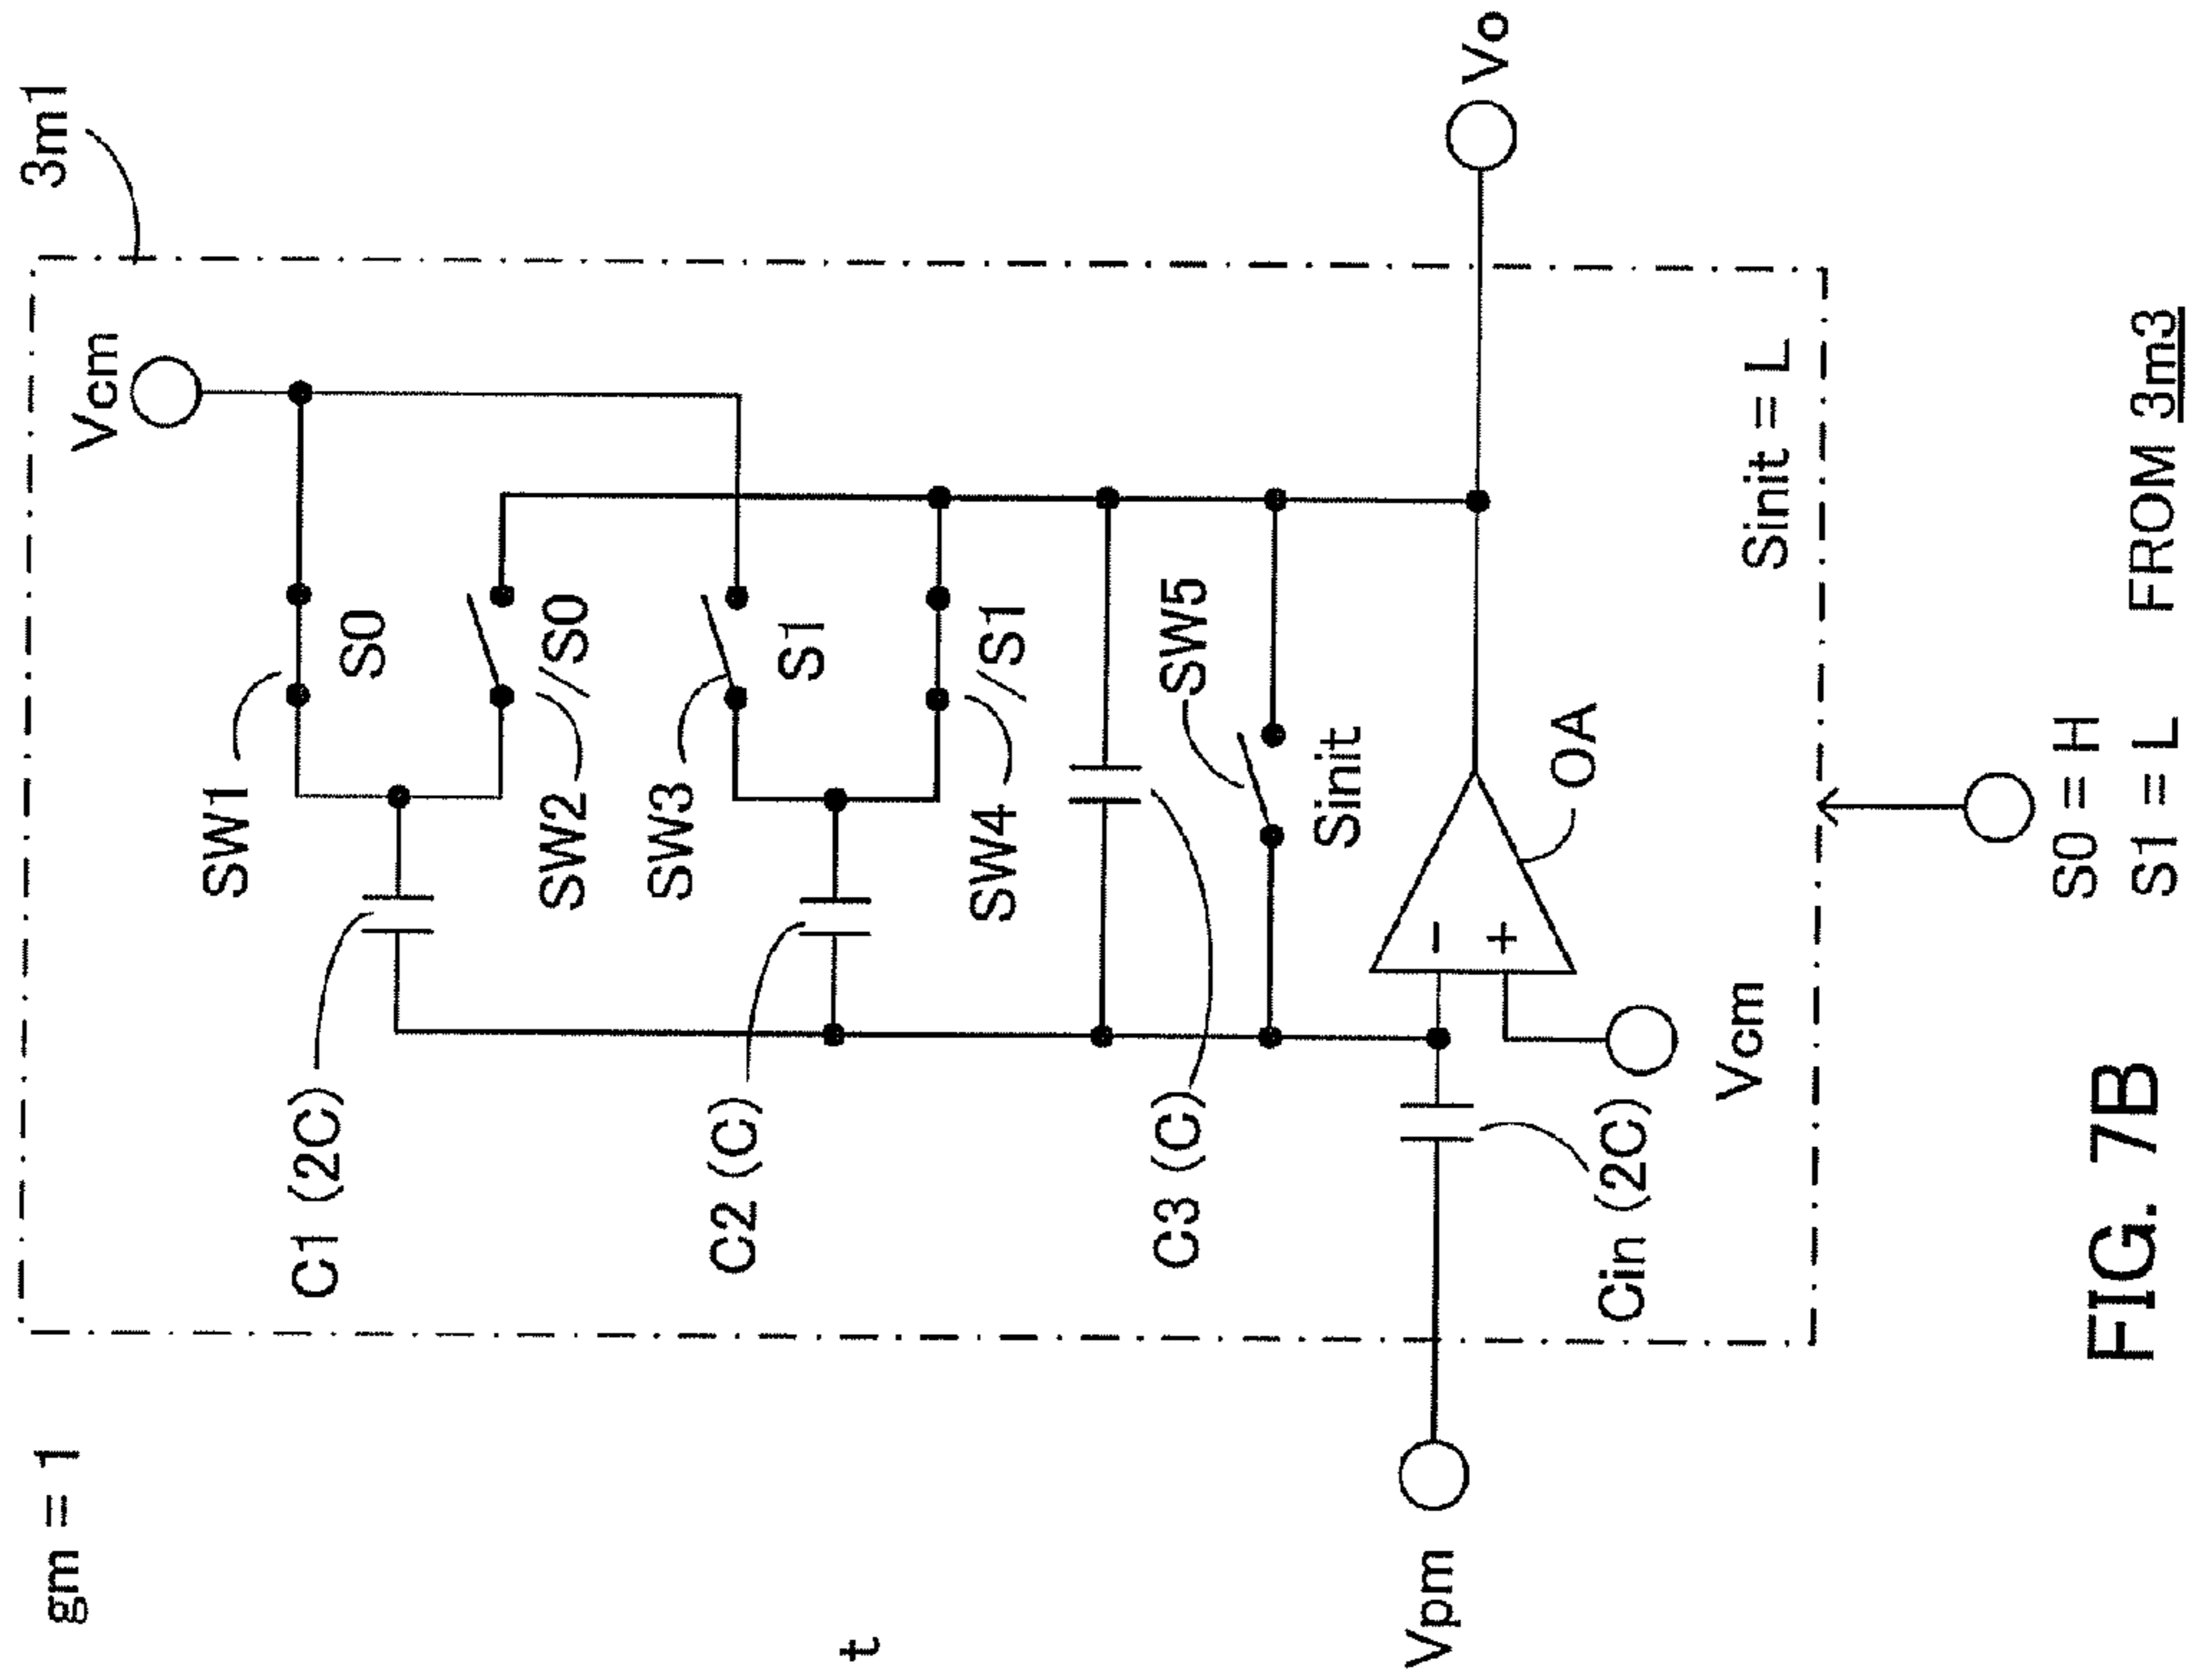 gm = 1
3m1
Vcm
SW1
S0
C1 (2C)
SW2
/S0
SW3
S1
C2 (C)
SW4
/S1
C3 (C)
SW5
Sinit
t
Vpm
Cin (2C)
-
+
OA
Vo
Vcm
Sinit = L
S0 = H
S1 = L
FROM 3m3
FIG. 7B